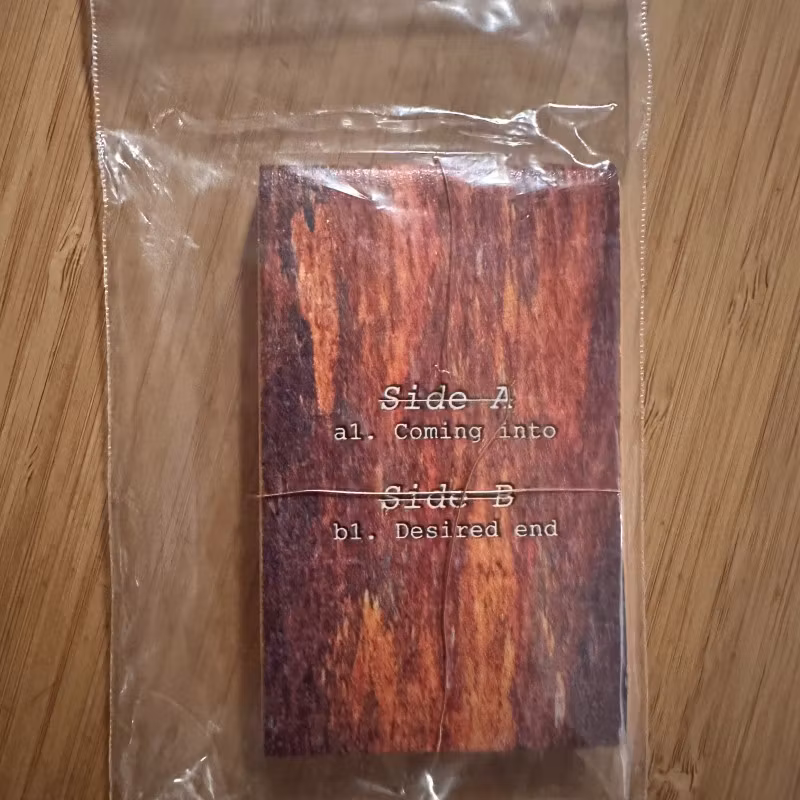 Side A
a1. Coming into
Side B
b1. Desired end